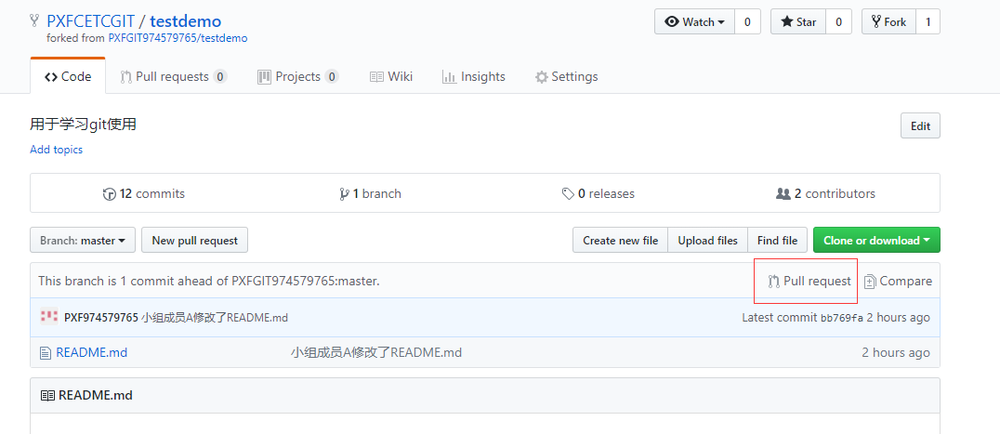 PXFCETCGIT / testdemo
Watch 0 Star 0 Fork 1
forked from PXFGIT974579765/testdemo
Code Pull requests 0 Projects 0 Wiki Insights Settings
用于学习git使用 Edit
Add topics
12 commits 1 branch 0 releases 2 contributors
Branch: master New pull request Create new file Upload files Find file Clone or download
This branch is 1 commit ahead of PXFGIT974579765:master. Pull request Compare
PXF974579765 小组成员A修改了README.md Latest commit bb769fa 2 hours ago
README.md 小组成员A修改了README.md 2 hours ago
README.md